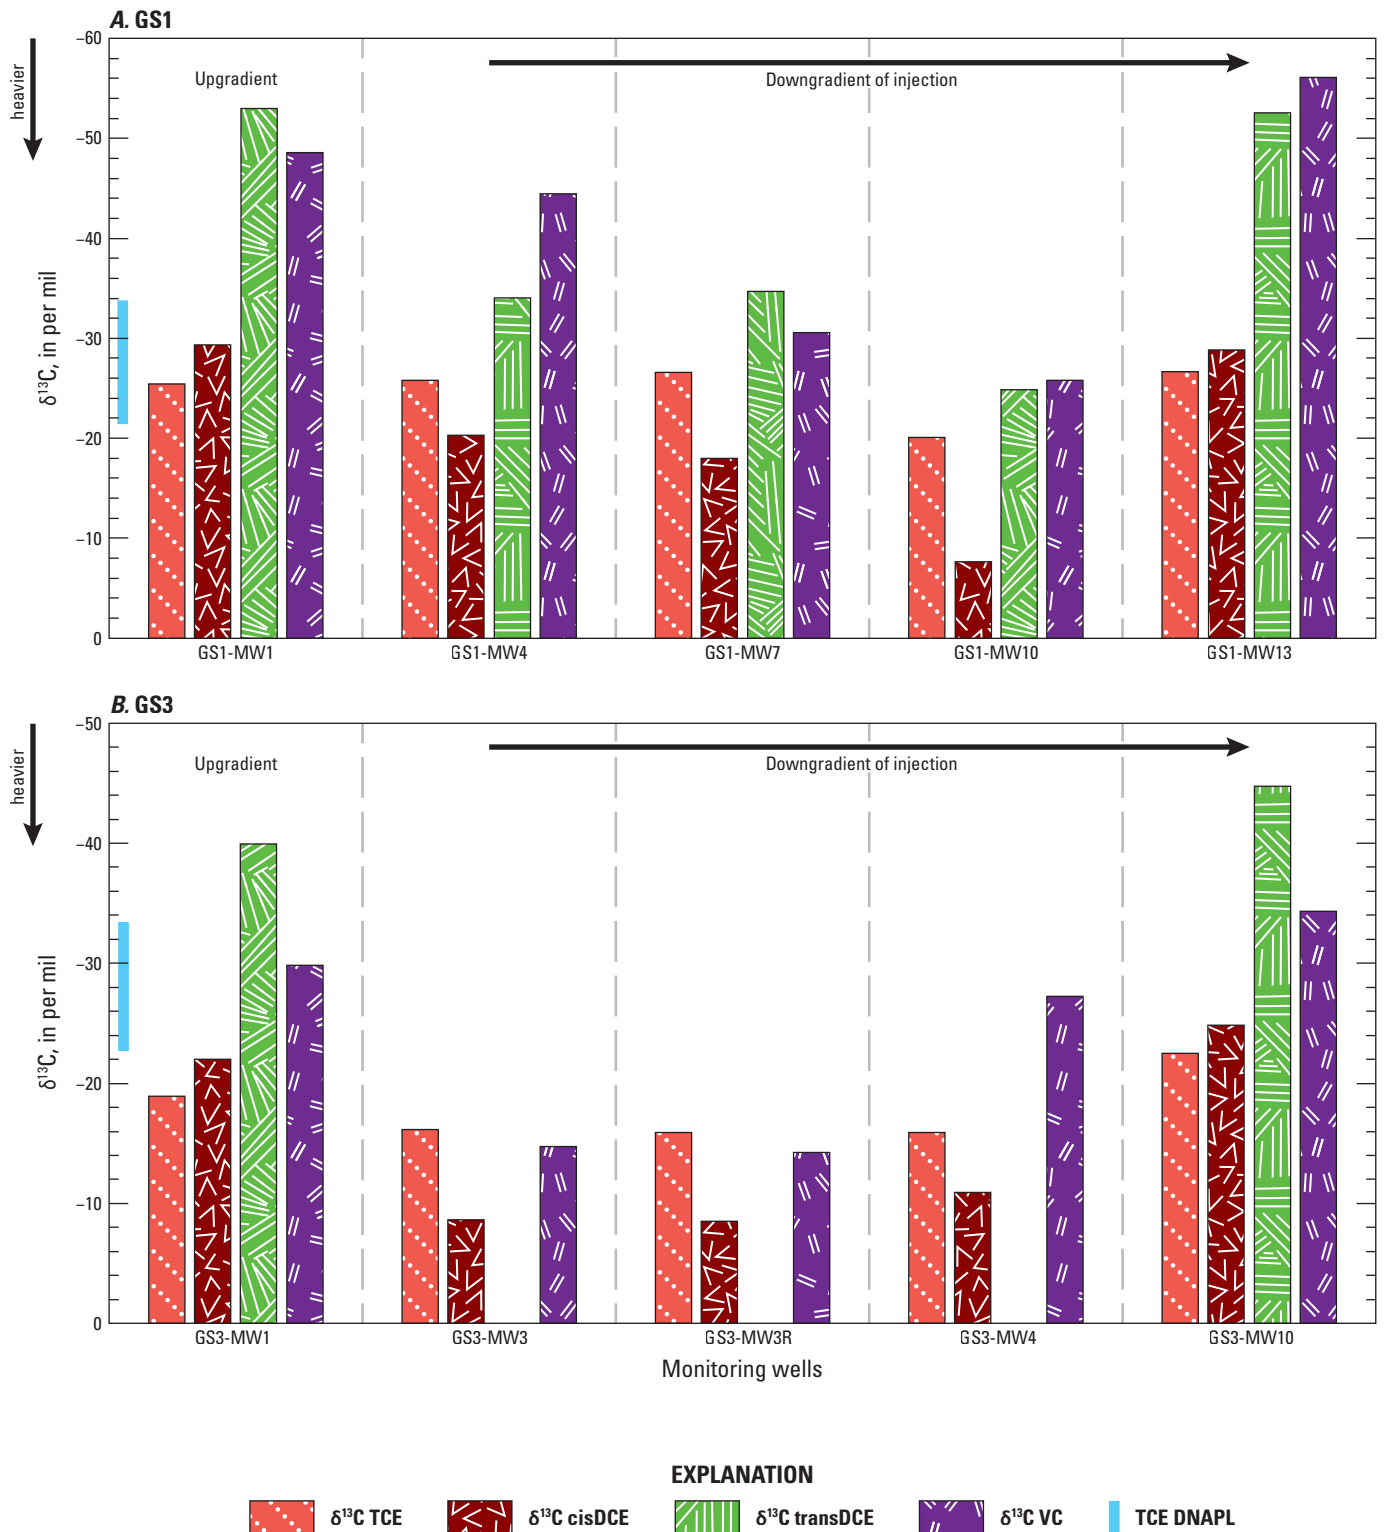 A. GS1
–60
–50
–40
–30
–20
–10
0
heavier
δ¹³C, in per mil
Upgradient
Downgradient of injection
GS1-MW1 GS1-MW4 GS1-MW7 GS1-MW10 GS1-MW13
B. GS3
–50
–40
–30
–20
–10
0
heavier
δ¹³C, in per mil
Upgradient
Downgradient of injection
GS3-MW1 GS3-MW3 GS3-MW3R GS3-MW4 GS3-MW10
Monitoring wells
EXPLANATION
δ¹³C TCE δ¹³C cisDCE δ¹³C transDCE δ¹³C VC TCE DNAPL